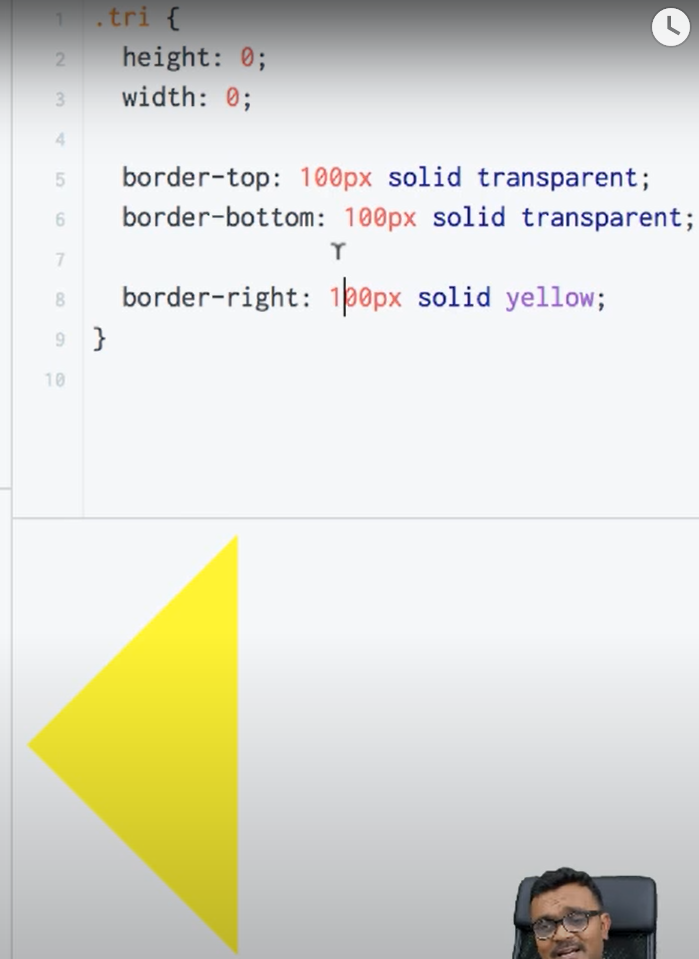 1 .tri {
2 height: 0;
3 width: 0;
4
5 border-top: 100px solid transparent;
6 border-bottom: 100px solid transparent;
7
8 border-right: 100px solid yellow;
9 }
10